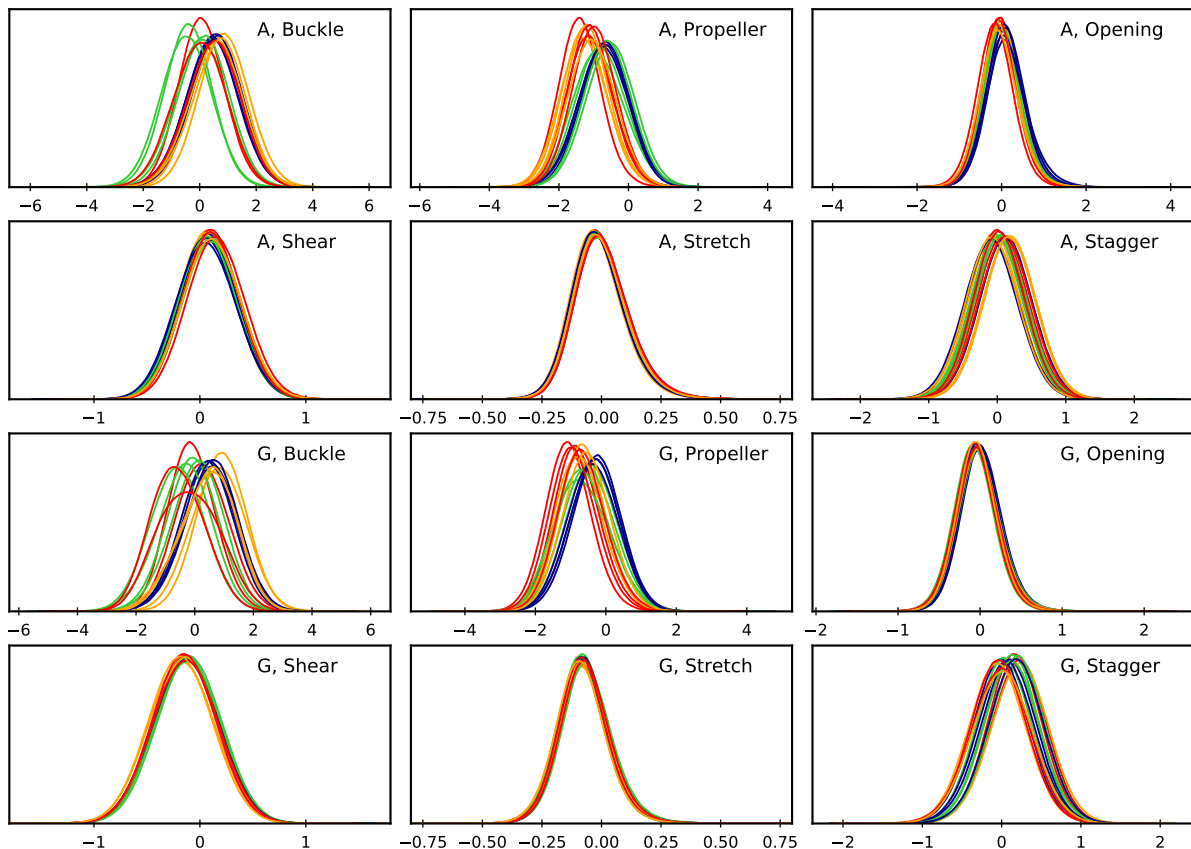 A, Buckle
−6 −4 −2 0 2 4 6
A, Propeller
−6 −4 −2 0 2 4
A, Opening
−4 −2 0 2 4
A, Shear
−1 0 1
A, Stretch
−0.75 −0.50 −0.25 0.00 0.25 0.50 0.75
A, Stagger
−2 −1 0 1 2
G, Buckle
−6 −4 −2 0 2 4 6
G, Propeller
−4 −2 0 2 4
G, Opening
−2 −1 0 1 2
G, Shear
−1 0 1
G, Stretch
−0.75 −0.50 −0.25 0.00 0.25 0.50 0.75
G, Stagger
−2 −1 0 1 2